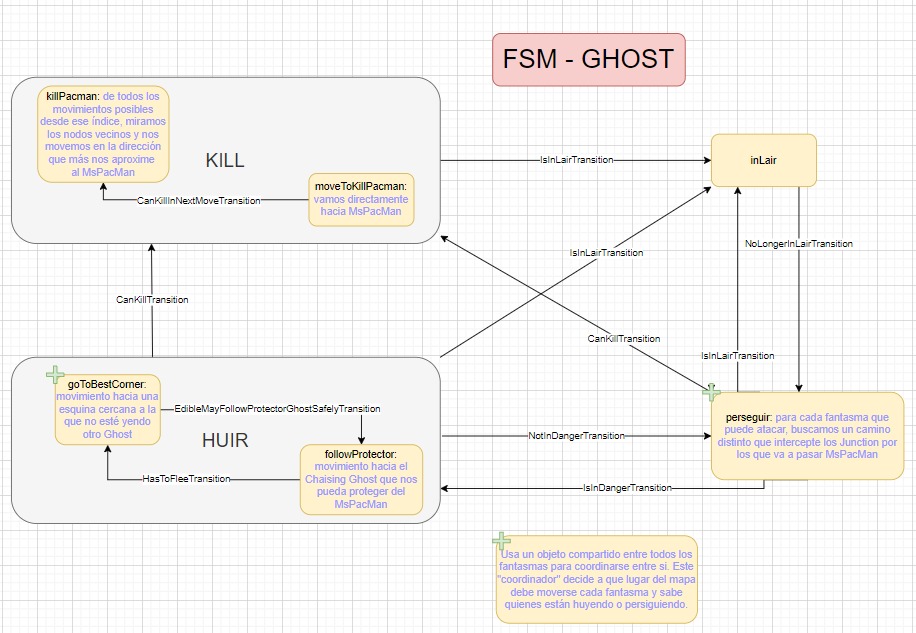 FSM - GHOST
killPacman: de todos los
movimientos posibles
desde ese índice, miramos
los nodos vecinos y nos
movemos en la dirección
que más nos aproxime
al MsPacMan
KILL
moveToKillPacman:
vamos directamente
hacia MsPacMan
CanKillInNextMoveTransition
IsInLairTransition
inLair
NoLongerInLairTransition
IsInLairTransition
CanKillTransition
CanKillTransition
IsInLairTransition
goToBestCorner:
movimiento hacia una
esquina cercana a la
que no esté yendo
otro Ghost
EdibleMayFollowProtectorGhostSafelyTransition
HUIR
followProtector:
movimiento hacia el
Chaising Ghost que nos
pueda proteger del
MsPacMan
HasToFleeTransition
NotInDangerTransition
IsInDangerTransition
perseguir: para cada fantasma que
puede atacar, buscamos un camino
distinto que intercepte los Junction por
los que va a pasar MsPacMan
Usa un objeto compartido entre todos los
fantasmas para coordinarse entre si. Este
"coordinador" decide a que lugar del mapa
debe moverse cada fantasma y sabe
quienes están huyendo o persiguiendo.